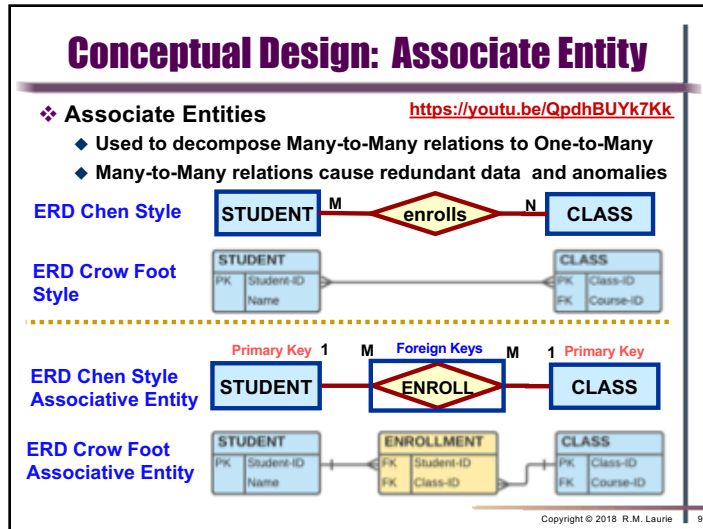 Conceptual Design: Associate Entity
Associate Entities
https://youtu.be/QpdhBUYk7Kk
Used to decompose Many-to-Many relations to One-to-Many
Many-to-Many relations cause redundant data and anomalies
ERD Chen Style
STUDENT
M
enrolls
N
CLASS
ERD Crow Foot
Style
STUDENT
PK Student-ID
Name
CLASS
PK Class-ID
FK Course-ID
Primary Key 1
M Foreign Keys M
1 Primary Key
ERD Chen Style
Associative Entity
STUDENT
ENROLL
CLASS
ERD Crow Foot
Associative Entity
STUDENT
PK Student-ID
Name
ENROLLMENT
FK Student-ID
FK Class-ID
CLASS
PK Class-ID
FK Course-ID
Copyright © 2018 R.M. Laurie 9